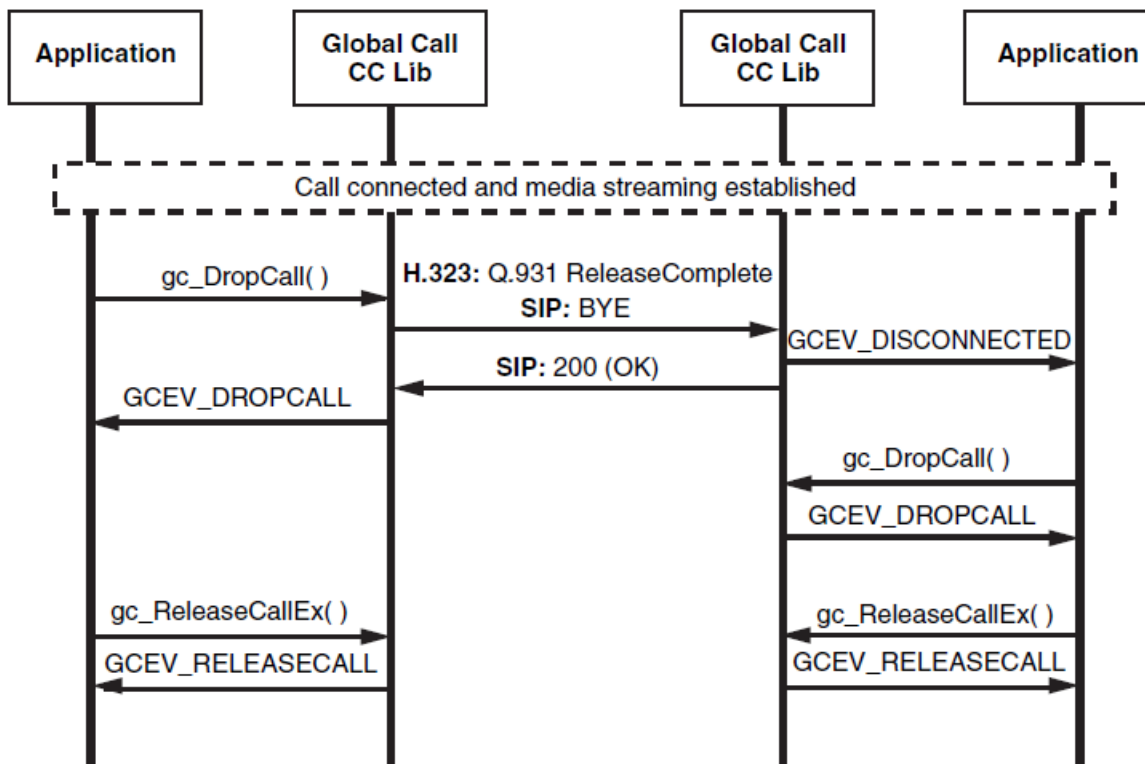 Application
Global Call
CC Lib
Global Call
CC Lib
Application
Call connected and media streaming established
gc_DropCall( )
H.323: Q.931 ReleaseComplete
SIP: BYE
GCEV_DISCONNECTED
SIP: 200 (OK)
GCEV_DROPCALL
gc_DropCall( )
GCEV_DROPCALL
gc_ReleaseCallEx( )
gc_ReleaseCallEx( )
GCEV_RELEASECALL
GCEV_RELEASECALL